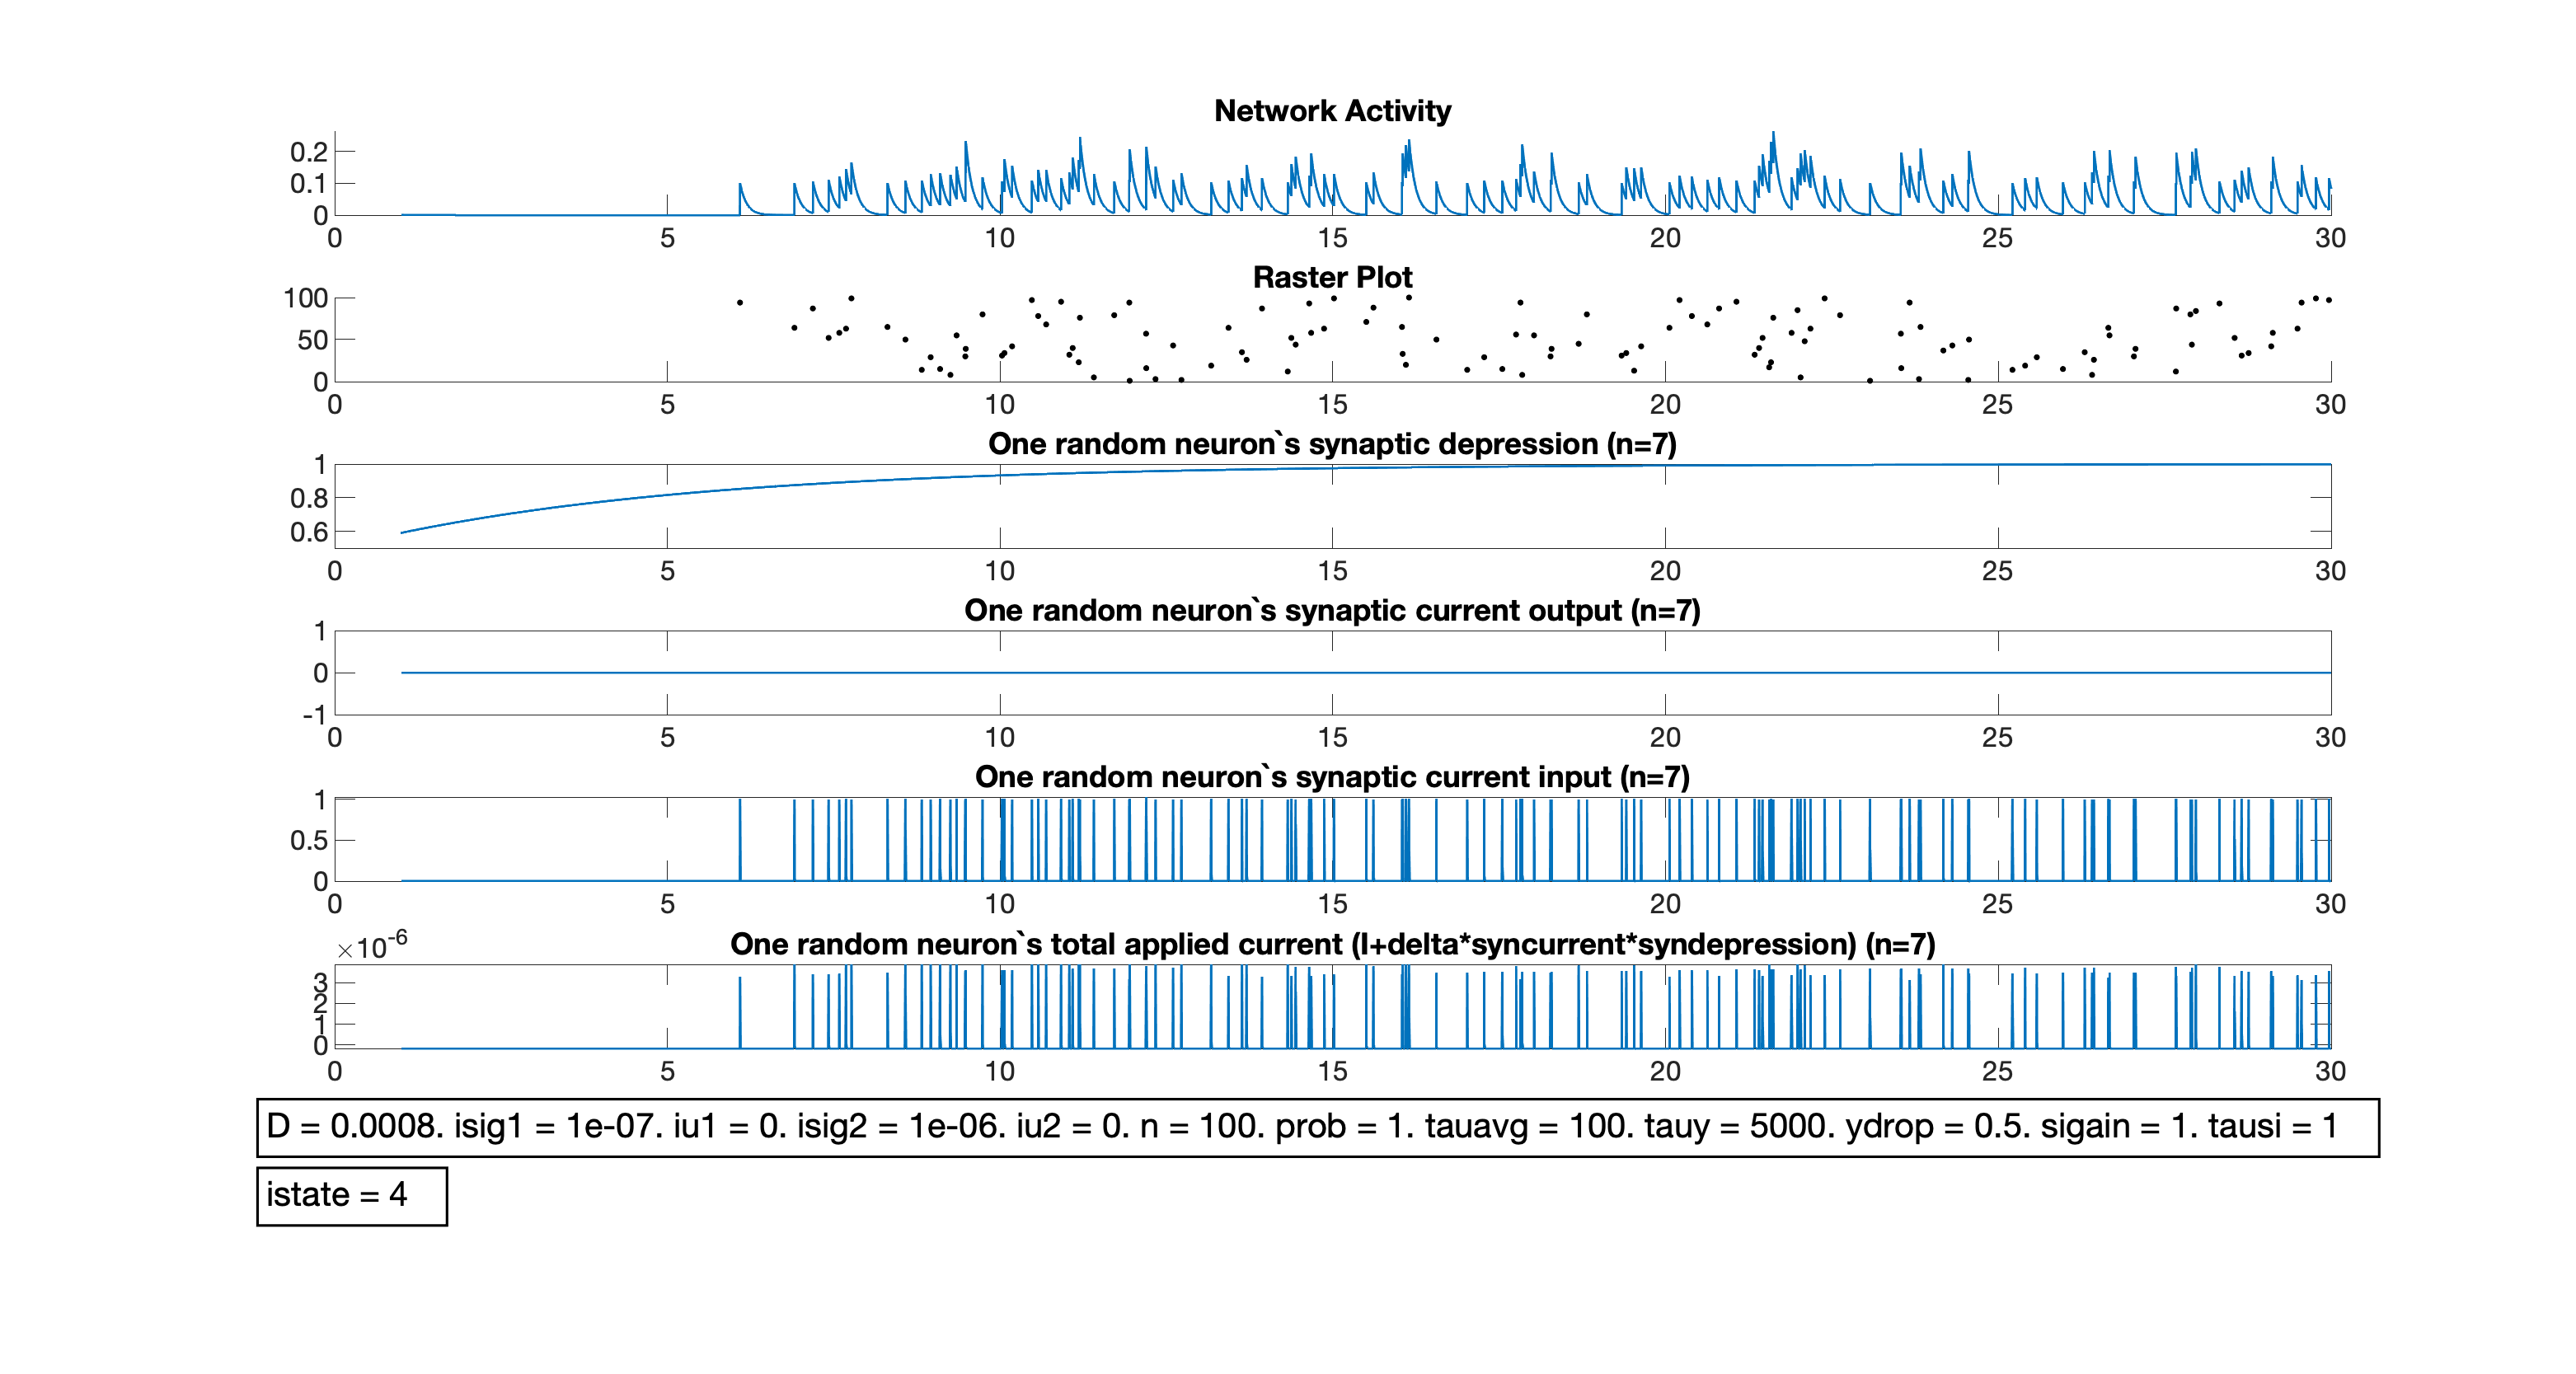 Network Activity
0.2
0.1
0
0 5 10 15 20 25 30
Raster Plot
100
50
0
0 5 10 15 20 25 30
One random neuron`s synaptic depression (n=7)
1
0.8
0.6
0 5 10 15 20 25 30
One random neuron`s synaptic current output (n=7)
1
0
-1
0 5 10 15 20 25 30
One random neuron`s synaptic current input (n=7)
1
0.5
0
0 5 10 15 20 25 30
×10-6
One random neuron`s total applied current (I+delta*syncurrent*syndepression) (n=7)
3
2
1
0
0 5 10 15 20 25 30
D = 0.0008. isig1 = 1e-07. iu1 = 0. isig2 = 1e-06. iu2 = 0. n = 100. prob = 1. tauavg = 100. tauy = 5000. ydrop = 0.5. sigain = 1. tausi = 1
istate = 4